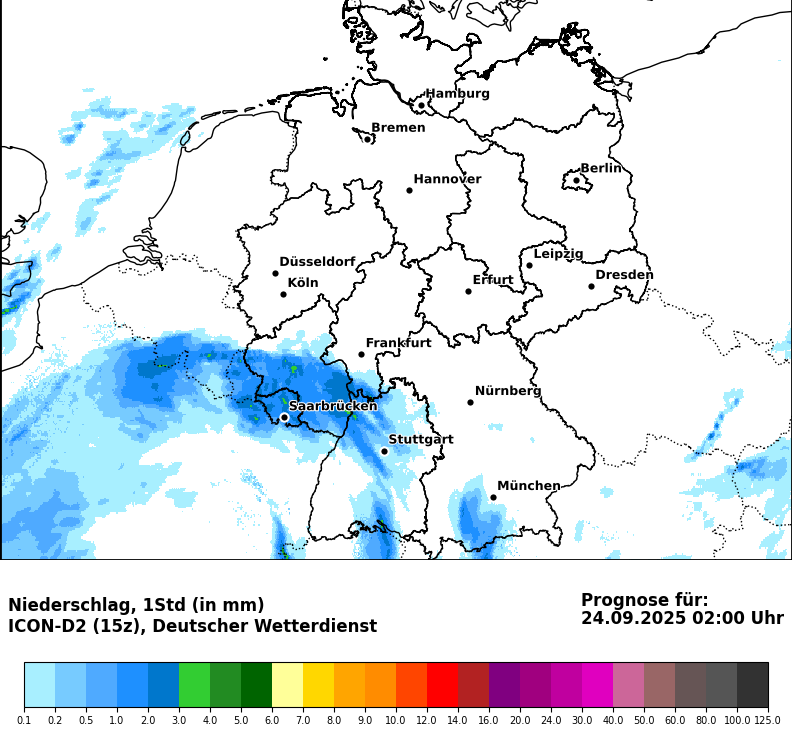 Hamburg
Bremen
Berlin
Hannover
Leipzig
Düsseldorf
Dresden
Erfurt
Köln
Frankfurt
Nürnberg
Saarbrücken
Stuttgart
München
Niederschlag, 1Std (in mm)
ICON-D2 (15z), Deutscher Wetterdienst
Prognose für:
24.09.2025 02:00 Uhr
0.1 0.2 0.5 1.0 2.0 3.0 4.0 5.0 6.0 7.0 8.0 9.0 10.0 12.0 14.0 16.0 20.0 24.0 30.0 40.0 50.0 60.0 80.0 100.0 125.0